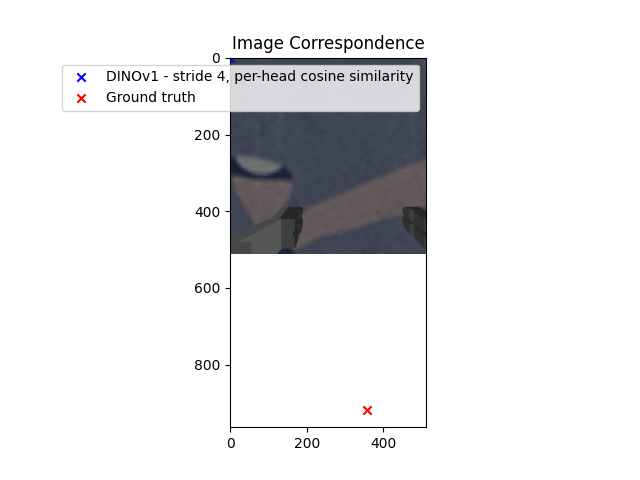 Image Correspondence
DINOv1 - stride 4, per-head cosine similarity
Ground truth
0
200
400
600
800
0
200
400